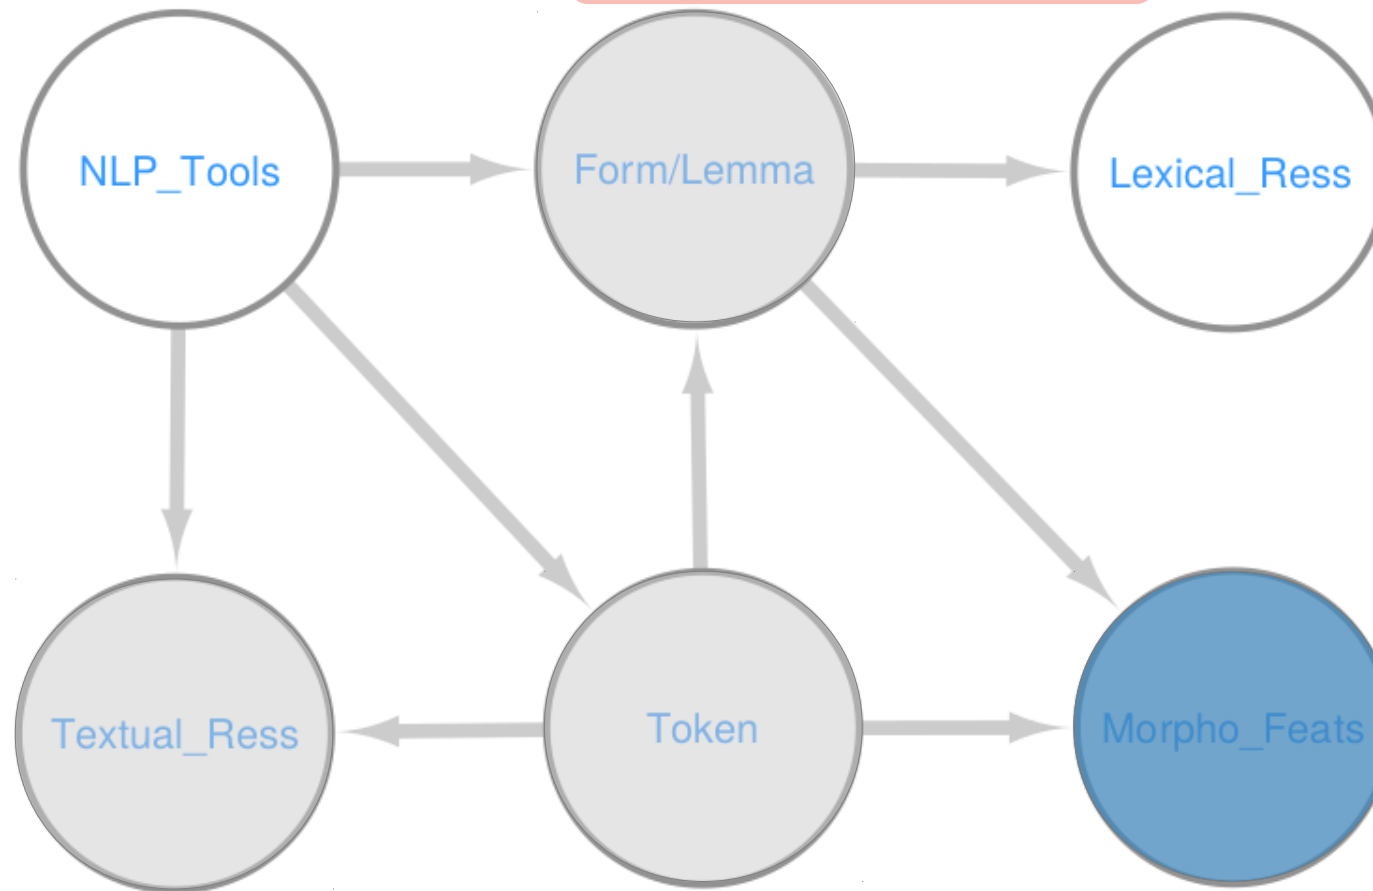 NLP_Tools
Form/Lemma
Lexical_Ress
Textual_Ress
Token
Morpho_Feats